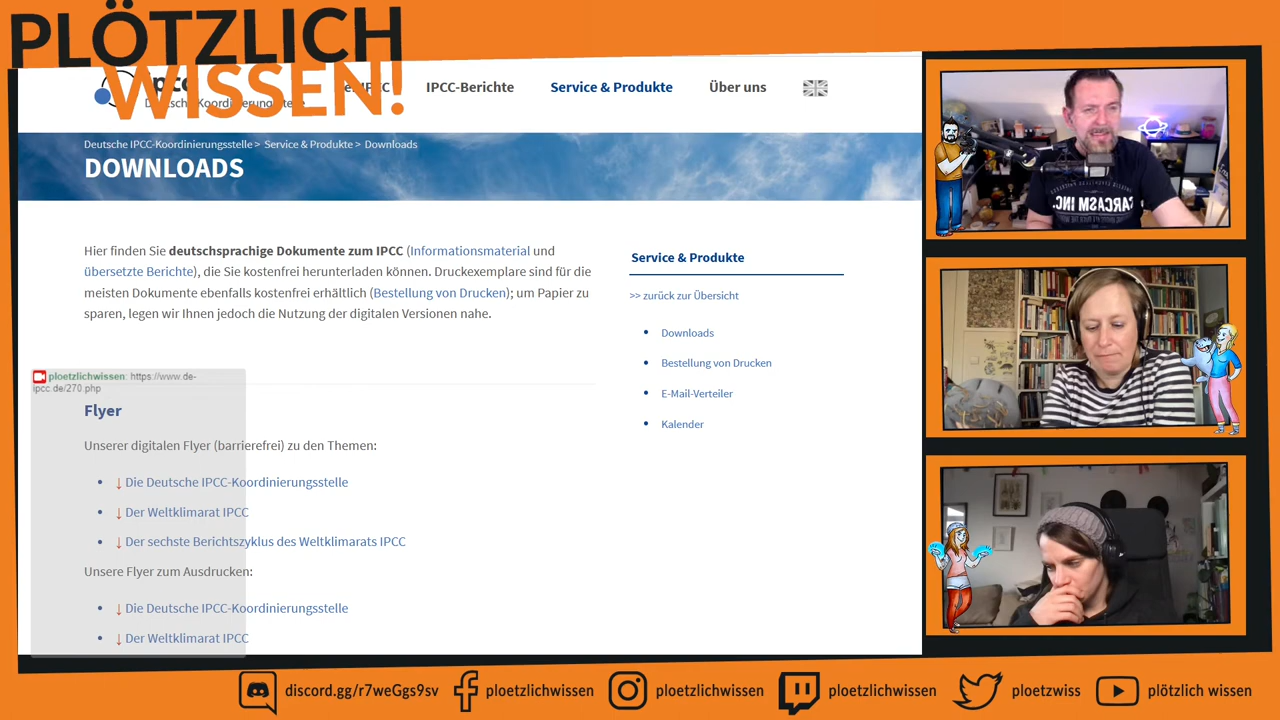 PLÖTZLICH
WISSEN!
IPCC-Berichte
Service & Produkte
Über uns
Deutsche IPCC-Koordinierungsstelle > Service & Produkte > Downloads
DOWNLOADS
Hier finden Sie deutschsprachige Dokumente zum IPCC (Informationsmaterial und
übersetzte Berichte), die Sie kostenfrei herunterladen können. Druckexemplare sind für die
meisten Dokumente ebenfalls kostenfrei erhältlich (Bestellung von Drucken); um Papier zu
sparen, legen wir Ihnen jedoch die Nutzung der digitalen Versionen nahe.
ploetzlichwissen: https://www.de-
ipcc.de/270.php
Flyer
Unserer digitalen Flyer (barrierefrei) zu den Themen:
• ↓ Die Deutsche IPCC-Koordinierungsstelle
• ↓ Der Weltklimarat IPCC
• ↓ Der sechste Berichtszyklus des Weltklimarats IPCC
Unsere Flyer zum Ausdrucken:
• ↓ Die Deutsche IPCC-Koordinierungsstelle
• ↓ Der Weltklimarat IPCC
Service & Produkte
>> zurück zur Übersicht
• Downloads
• Bestellung von Drucken
• E-Mail-Verteiler
• Kalender
SARCASM INC.
discord.gg/r7weGgs9sv
ploetzlichwissen
ploetzlichwissen
ploetzlichwissen
ploetzwiss
plötzlich wissen